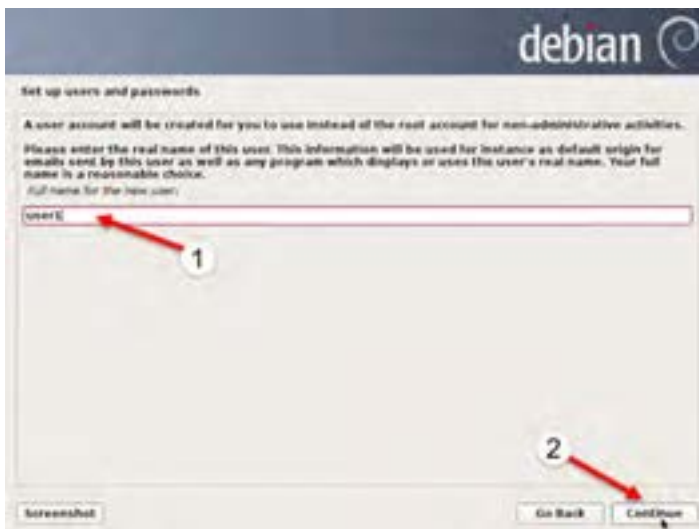 debian
Set up users and passwords
A user account will be created for you to use instead of the root account for non-administrative activities.
Please enter the real name of this user. This information will be used for instance as default origin for
emails sent by this user as well as any program which displays or uses the user's real name. Your full
name is a reasonable choice.
Full name for the new user:
user1
1
2
Screenshot
Go Back
Continue